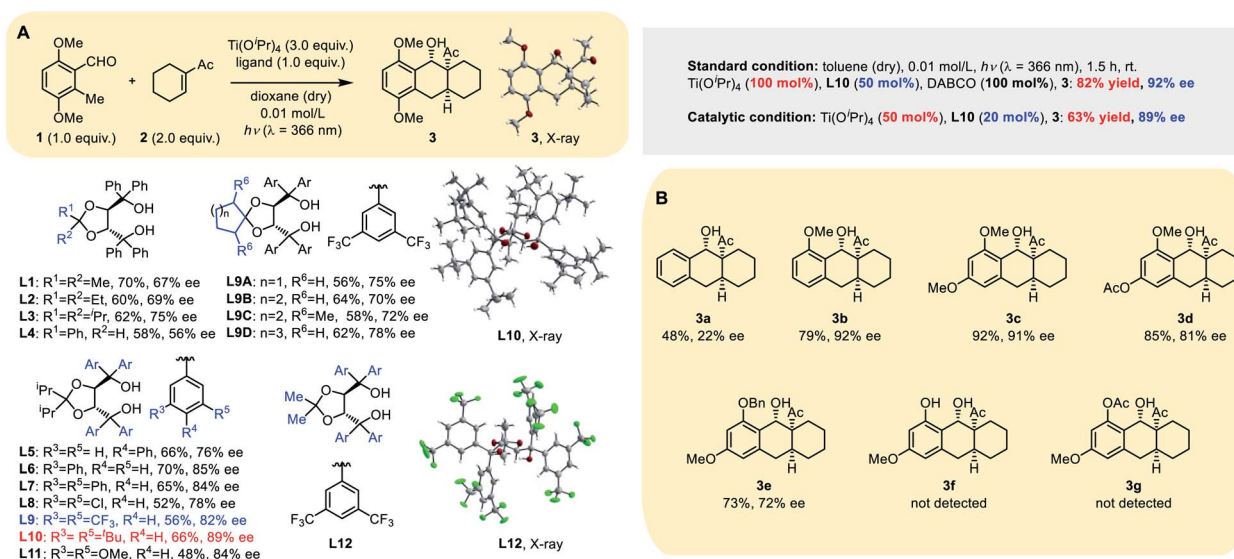 A
OMe
CHO
Me
OMe
1 (1.0 equiv.)
+
Ac
2 (2.0 equiv.)
Ti(OⁱPr)₄ (3.0 equiv.)
ligand (1.0 equiv.)
dioxane (dry)
0.01 mol/L
hν (λ = 366 nm)
OMe OH
Ac
H
OMe
3
3, X-ray
Standard condition: toluene (dry), 0.01 mol/L, hν (λ = 366 nm), 1.5 h, rt.
Ti(OⁱPr)₄ (100 mol%), L10 (50 mol%), DABCO (100 mol%), 3: 82% yield, 92% ee
Catalytic condition: Ti(OⁱPr)₄ (50 mol%), L10 (20 mol%), 3: 63% yield, 89% ee
Ph Ph
R¹ O OH
R² O OH
Ph Ph
L1: R¹=R²=Me, 70%, 67% ee
L2: R¹=R²=Et, 60%, 69% ee
L3: R¹=R²=ⁱPr, 62%, 75% ee
L4: R¹=Ph, R²=H, 58%, 56% ee
R⁶ Ar Ar
( )n O OH
O OH
R⁶ Ar Ar
F₃C CF₃
L9A: n=1, R⁶=H, 56%, 75% ee
L9B: n=2, R⁶=H, 64%, 70% ee
L9C: n=2, R⁶=Me, 58%, 72% ee
L9D: n=3, R⁶=H, 62%, 78% ee
L10, X-ray
Ar Ar
ⁱPr O OH
ⁱPr O OH
Ar Ar
R³ R⁵
R⁴
L5: R³=R⁵= H, R⁴=Ph, 66%, 76% ee
L6: R³=Ph, R⁴=R⁵=H, 70%, 85% ee
L7: R³=R⁵=Ph, R⁴=H, 65%, 84% ee
L8: R³=R⁵=Cl, R⁴=H, 52%, 78% ee
L9: R³=R⁵=CF₃, R⁴=H, 56%, 82% ee
L10: R³= R⁵=ᵗBu, R⁴=H, 66%, 89% ee
L11: R³=R⁵=OMe, R⁴=H, 48%, 84% ee
Ar Ar
Me O OH
Me O OH
Ar Ar
F₃C CF₃
L12
L12, X-ray
B
OH
Ac
H
3a
48%, 22% ee
OMe OH
Ac
H
3b
79%, 92% ee
OMe OH
Ac
MeO
H
3c
92%, 91% ee
OMe OH
Ac
AcO
H
3d
85%, 81% ee
OBn OH
Ac
MeO
H
3e
73%, 72% ee
OH OH
Ac
MeO
H
3f
not detected
OAc OH
Ac
MeO
H
3g
not detected